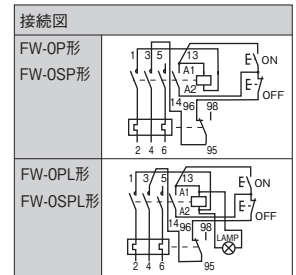 接続図
FW-0P形
FW-0SP形
1 3 5 13
A1
A2
E ON
E OFF
14 96 98
2 4 6 95
FW-0PL形
FW-0SPL形
1 3 5 13
A1
A2
E ON
E OFF
14 96 98
LAMP
2 4 6 95